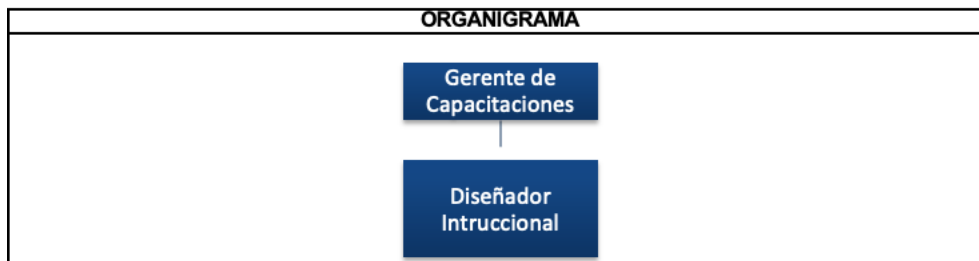 ORGANIGRAMA
Gerente de
Capacitaciones
Diseñador
Intruccional